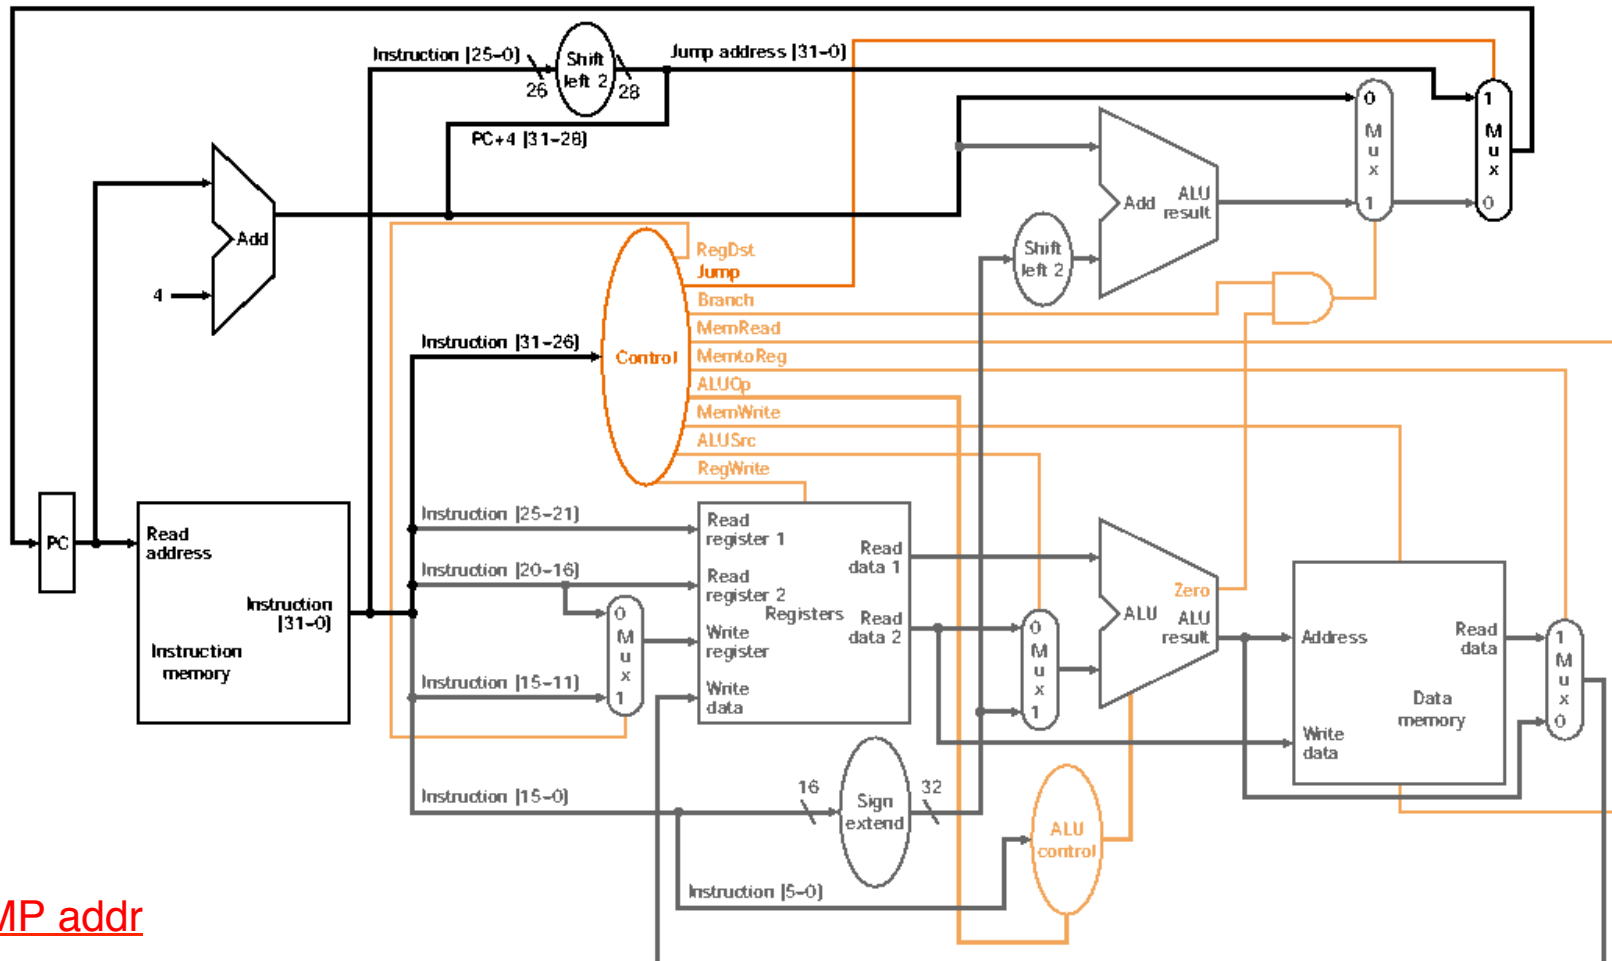 Instruction [25-0]
Shift
left 2
26
28
Jump address [31-0]
PC+4 [31-28]
Add
4
0
M
u
x
1
1
M
u
x
0
Add
ALU
result
Shift
left 2
RegDst
Jump
Branch
MemRead
MemtoReg
ALUOp
MemWrite
ALUSrc
RegWrite
Instruction [31-26]
Control
PC
Read
address
Instruction
[31-0]
Instruction
memory
Instruction [25-21]
Instruction [20-16]
0
M
u
x
1
Instruction [15-11]
Read
register 1
Read
register 2
Write
register
Write
data
Registers
Read
data 1
Read
data 2
0
M
u
x
1
Zero
ALU
ALU
result
Address
Write
data
Read
data
Data
memory
1
M
u
x
0
Instruction [15-0]
16
Sign
extend
32
ALU
control
Instruction [5-0]
MP addr